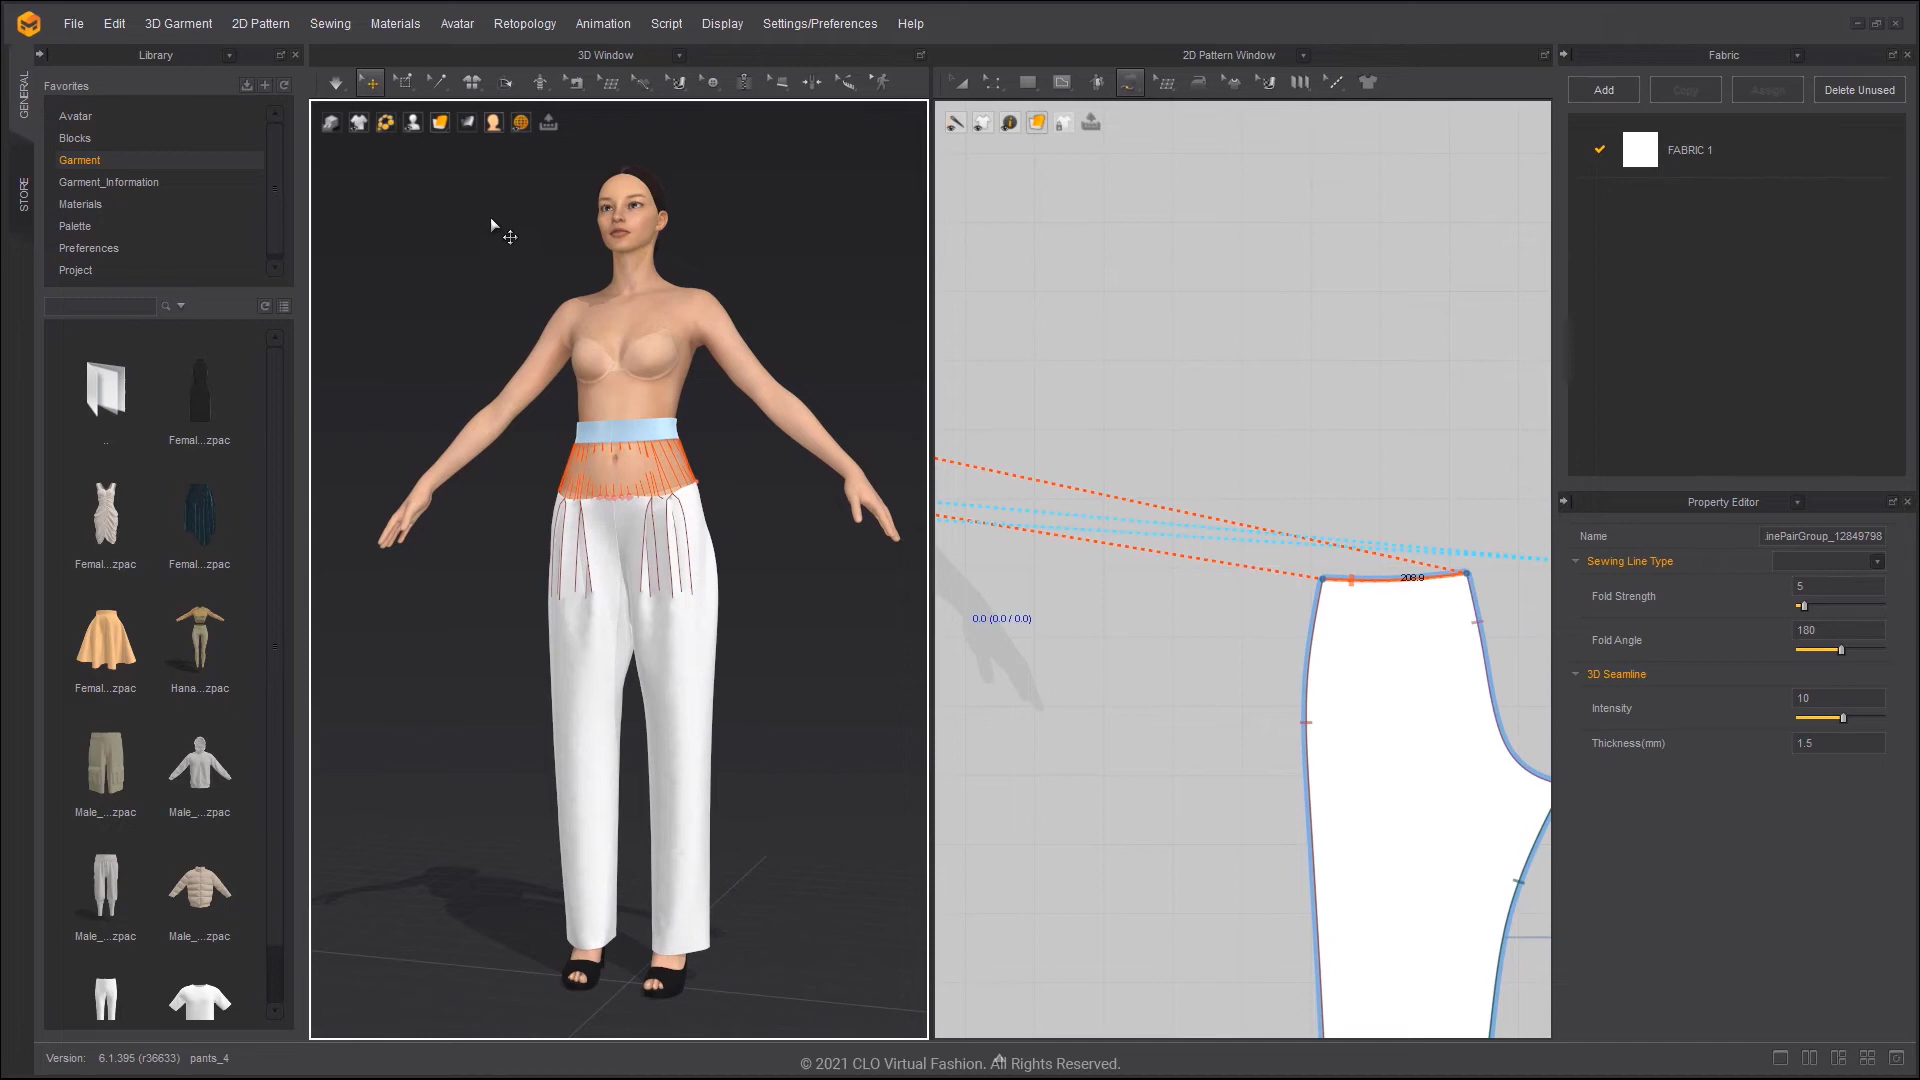 File Edit 3D Garment 2D Pattern Sewing Materials Avatar Retopology Animation Script Display Settings/Preferences Help
Library 3D Window 2D Pattern Window Fabric
GENERAL
STORE
Favorites
Avatar
Blocks
Garment
Garment_Information
Materials
Palette
Preferences
Project
..
Femal...zpac
Femal...zpac
Femal...zpac
Femal...zpac
Hana...zpac
Male_...zpac
Male_...zpac
Male_...zpac
Male_...zpac
208.9
0.0 (0.0 / 0.0)
Add Copy Assign Delete Unused
FABRIC 1
Property Editor
Name .inePairGroup_12849798
Sewing Line Type
Fold Strength 5
Fold Angle 180
3D Seamline
Intensity 10
Thickness(mm) 1.5
Version: 6.1.395 (r36633) pants_4
© 2021 CLO Virtual Fashion. All Rights Reserved.